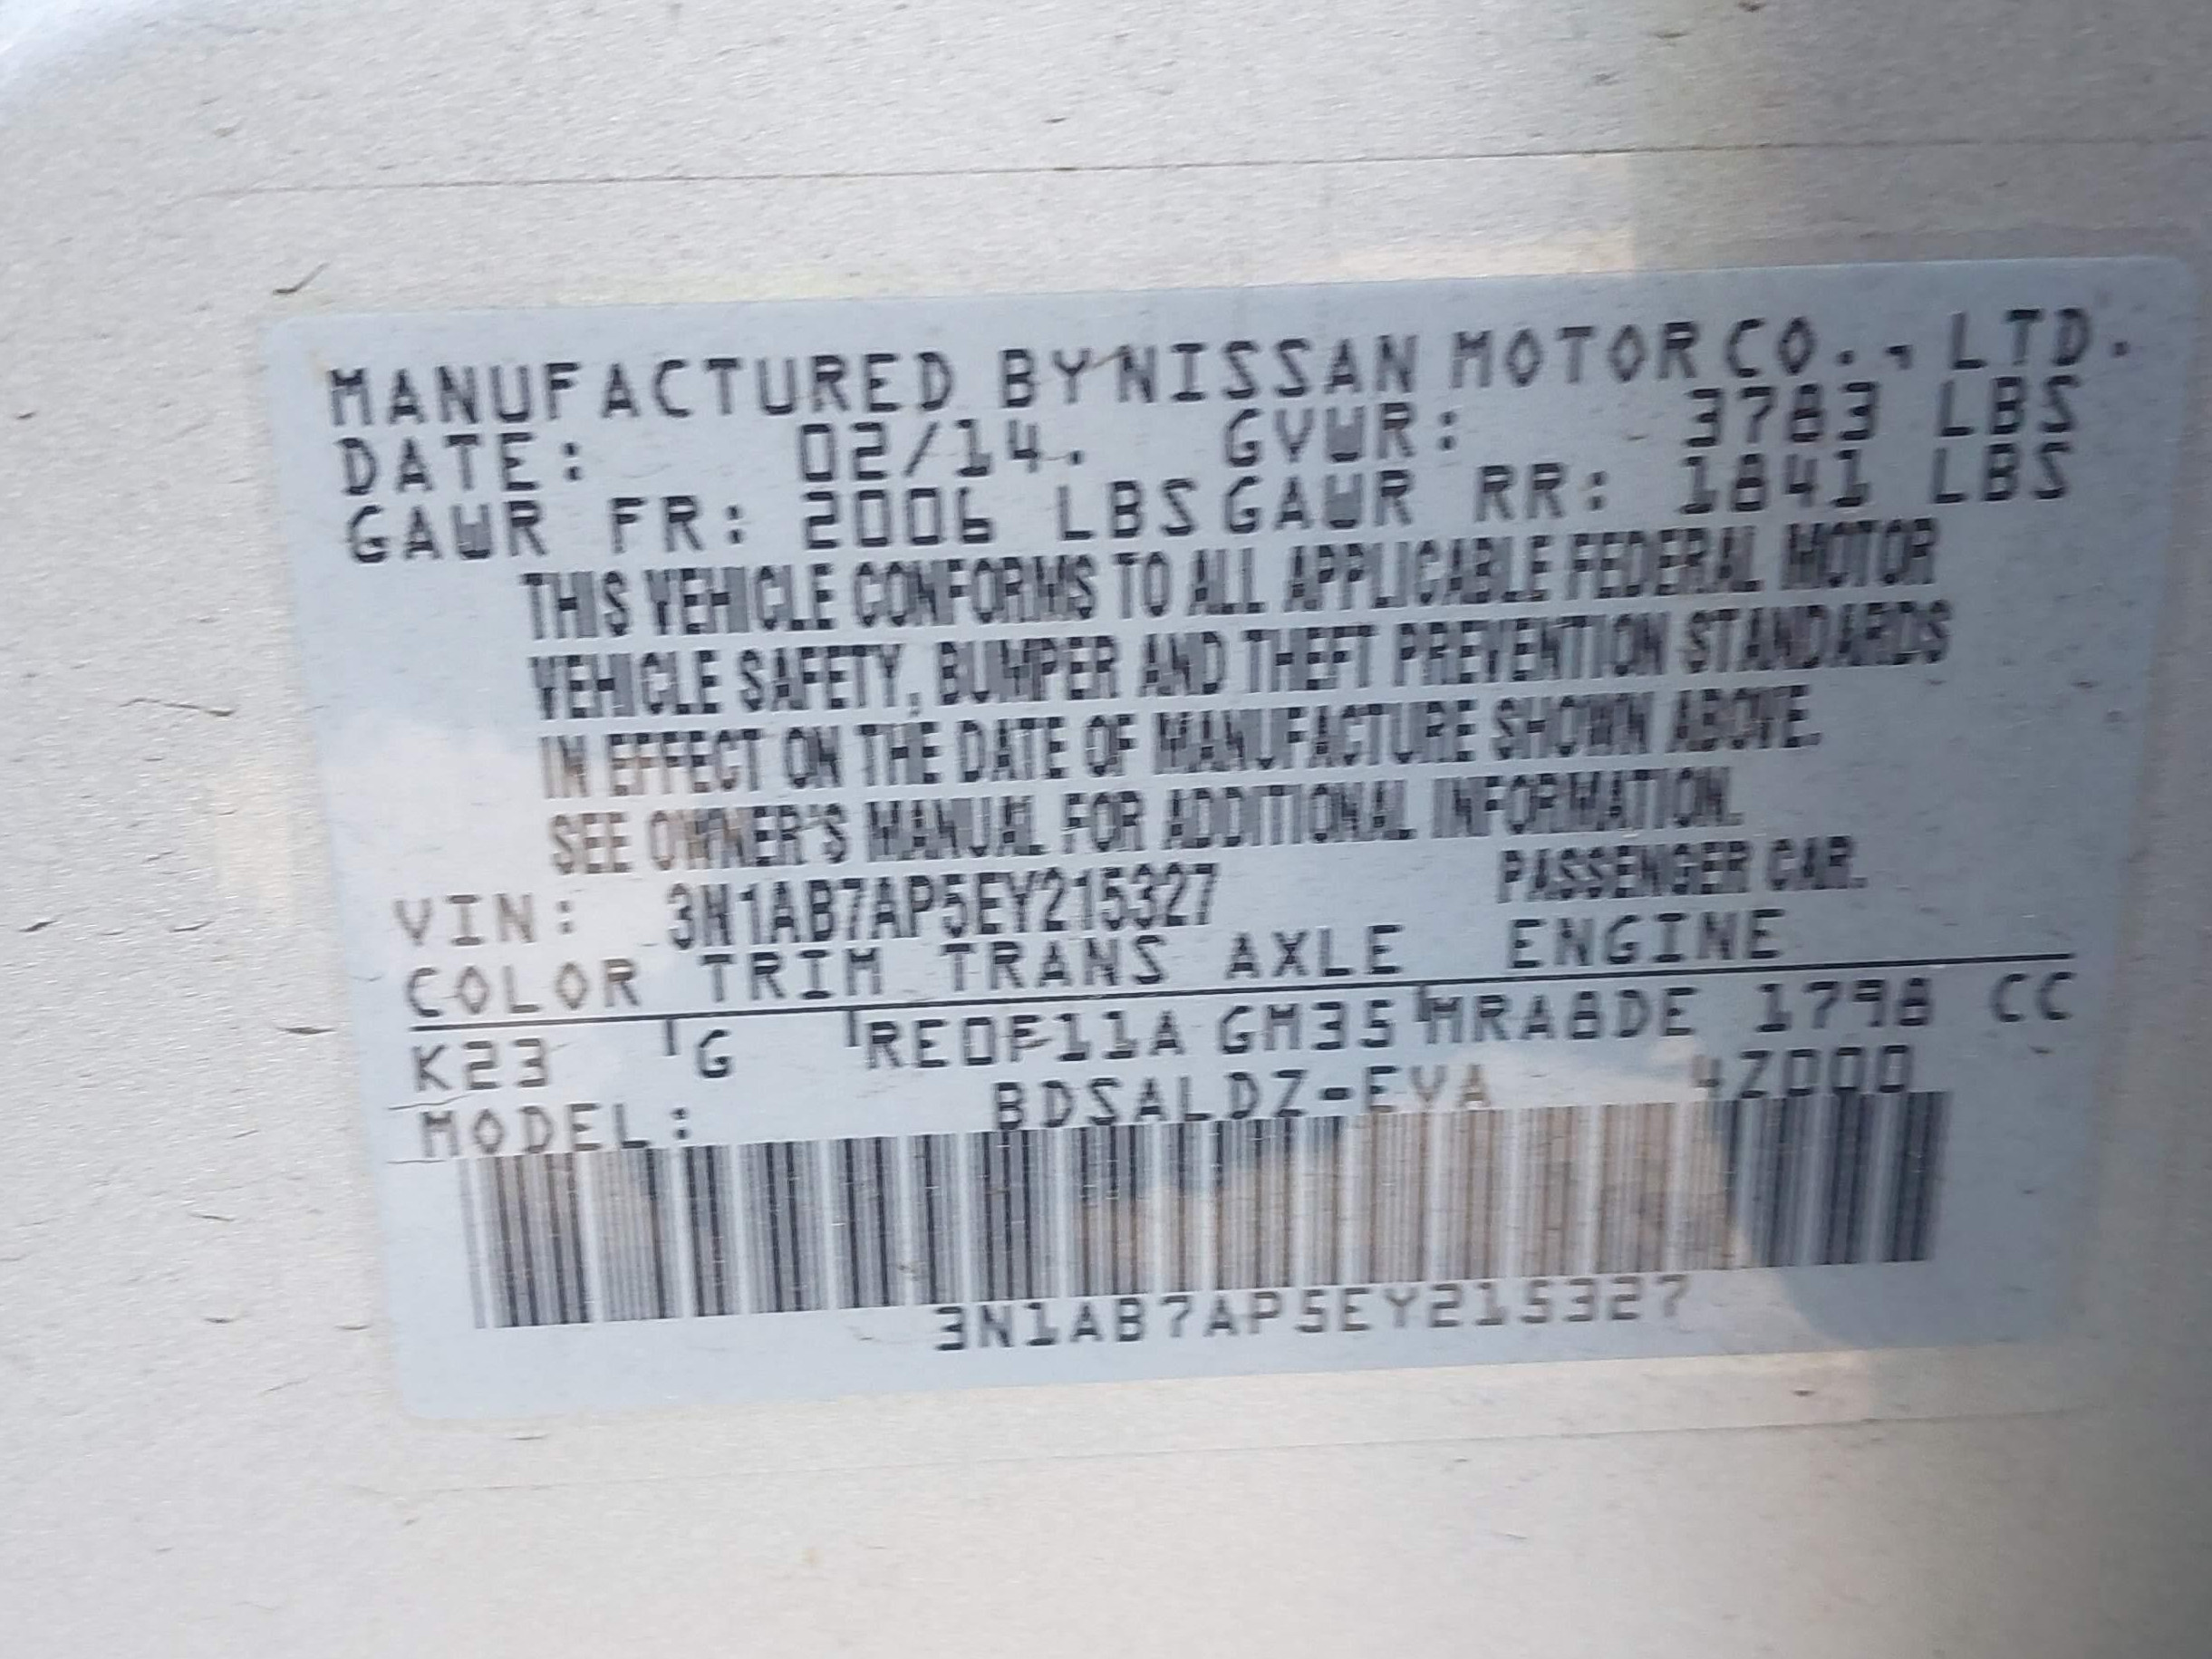 MANUFACTURED BY NISSAN MOTOR CO., LTD.
DATE: 02/14. GVWR: 3783 LBS
GAWR FR: 2006 LBS GAWR RR: 1841 LBS
THIS VEHICLE CONFORMS TO ALL APPLICABLE FEDERAL MOTOR
VEHICLE SAFETY, BUMPER AND THEFT PREVENTION STANDARDS
IN EFFECT ON THE DATE OF MANUFACTURE SHOWN ABOVE.
SEE OWNER'S MANUAL FOR ADDITIONAL INFORMATION.
VIN: 3N1AB7AP5EY215327 PASSENGER CAR.
COLOR TRIM TRANS AXLE ENGINE
K23 G RE0F11A GH35 MRA8DE 1798 CC
MODEL: BDSALDZ-EVA 4Z000
3N1AB7AP5EY215327